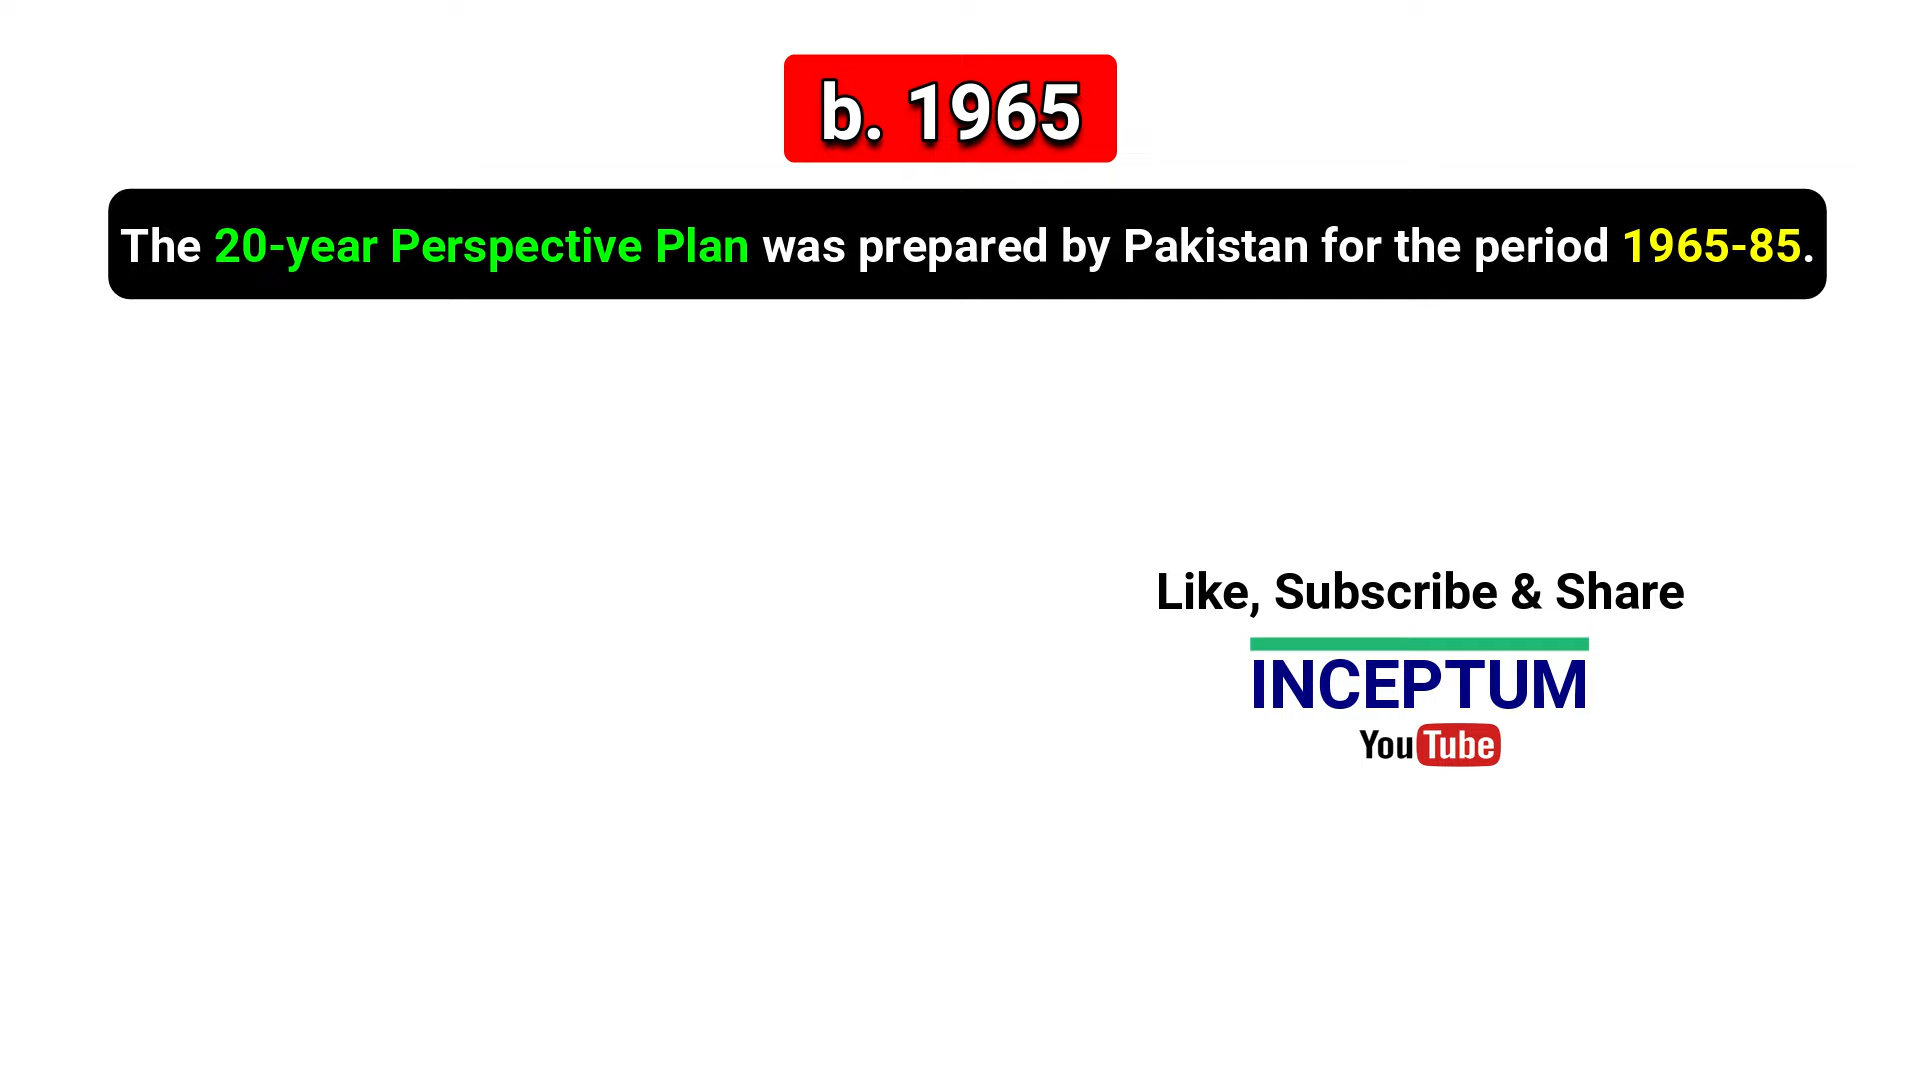 b. 1965
The 20-year Perspective Plan was prepared by Pakistan for the period 1965-85.
Like, Subscribe & Share
INCEPTUM
YouTube